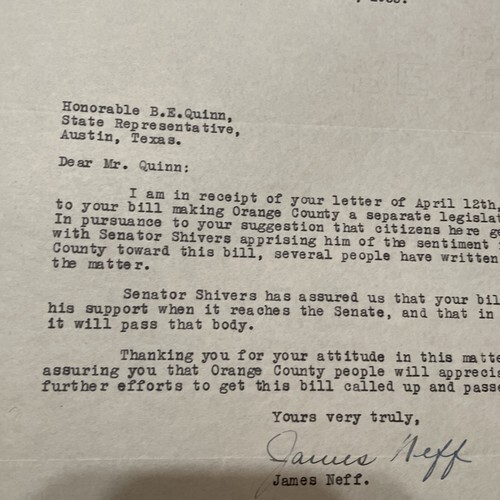 Honorable B.E.Quinn,
State Representative,
Austin, Texas.
Dear Mr. Quinn:
I am in receipt of your letter of April 12th,
to your bill making Orange County a separate
In pursuance to your suggestion that citizens here
with Senator Shivers apprising him of the sentiment
County toward this bill, several people have written
the matter.
Senator Shivers has assured us that your
his support when it reaches the Senate, and that in
it will pass that body.
Thanking you for your attitude in this
assuring you that Orange County people will
further efforts to get this bill called up and
Yours very truly,
James Neff
James Neff.